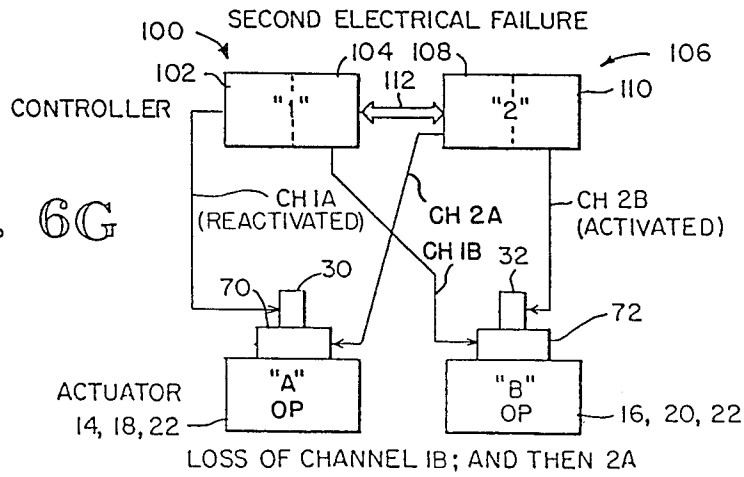 SECOND ELECTRICAL FAILURE
100
102
104
108
106
112
110
CONTROLLER
"1"
"2"
6G
CH 1A
(REACTIVATED)
CH 2A
CH 1B
CH 2B
(ACTIVATED)
30
32
70
72
ACTUATOR
14, 18, 22
"A"
OP
"B"
OP
16, 20, 22
LOSS OF CHANNEL 1B; AND THEN 2A